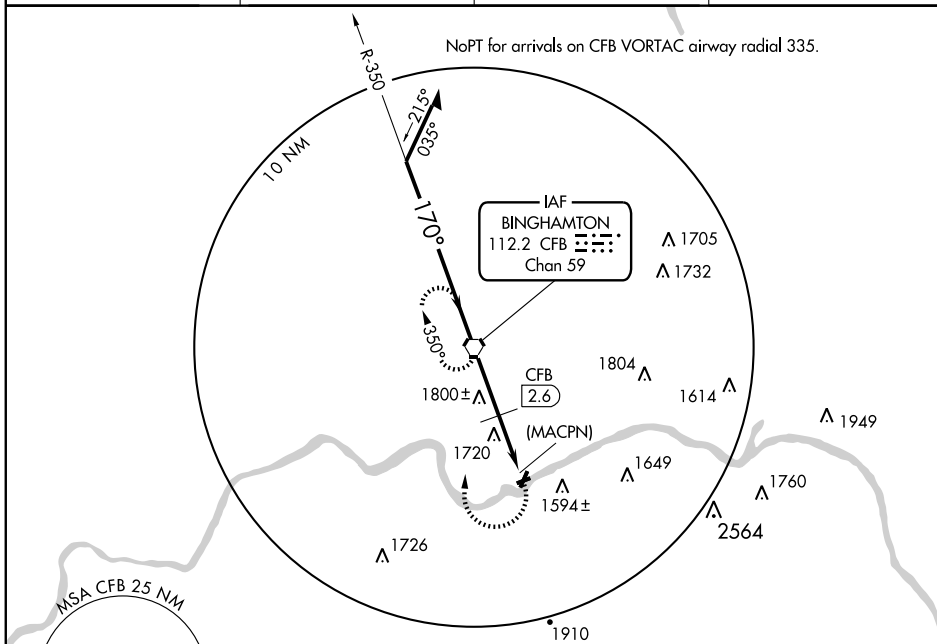 NoPT for arrivals on CFB VORTAC airway radial 335.
R-350
215°
035°
10 NM
170°
IAF
BINGHAMTON
112.2 CFB
Chan 59
1705
1732
350°
1804
CFB
2.6
1800±
1614
1949
(MACPN)
1720
1649
1594±
1760
2564
1726
MSA CFB 25 NM
1910